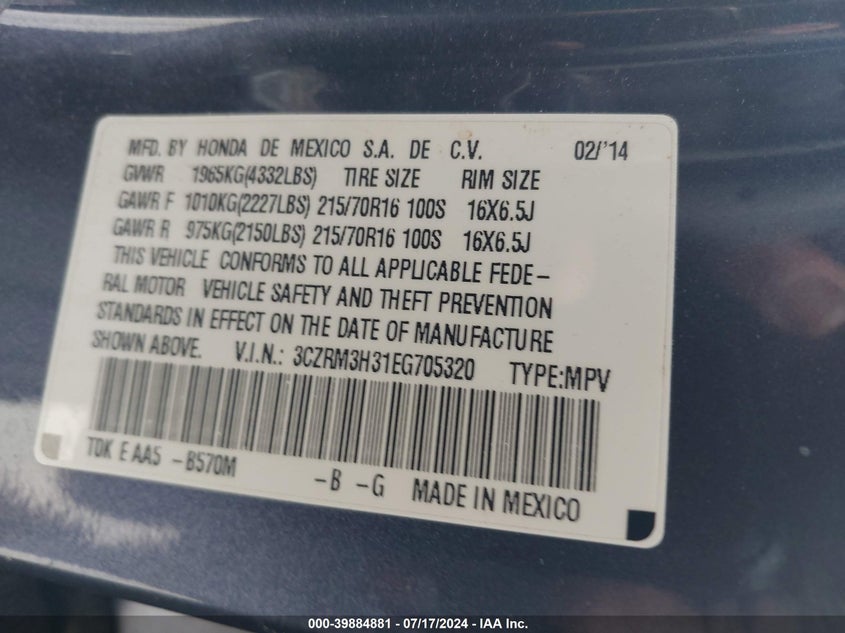 MFD. BY HONDA DE MEXICO S.A. DE C.V. 02/'14
GVWR 1965KG(4332LBS) TIRE SIZE RIM SIZE
GAWR F 1010KG(2227LBS) 215/70R16 100S 16X6.5J
GAWR R 975KG(2150LBS) 215/70R16 100S 16X6.5J
THIS VEHICLE CONFORMS TO ALL APPLICABLE FEDE-
RAL MOTOR VEHICLE SAFETY AND THEFT PREVENTION
STANDARDS IN EFFECT ON THE DATE OF MANUFACTURE
SHOWN ABOVE. V.I.N.: 3CZRM3H31EG705320 TYPE:MPV
T0K E AA5 -B570M -B -G MADE IN MEXICO
000-39884881 - 07/17/2024 - IAA Inc.